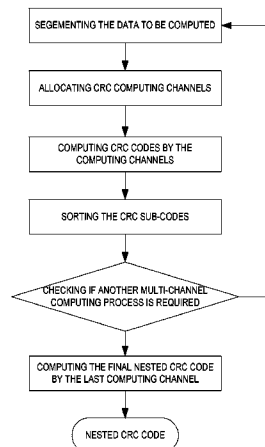 SEGEMENTING THE DATA TO BE COMPUTED
ALLOCATING CRC COMPUTING CHANNELS
COMPUTING CRC CODES BY THE
COMPUTING CHANNELS
SORTING THE CRC SUB-CODES
CHECKING IF ANOTHER MULTI-CHANNEL
COMPUTING PROCESS IS REQUIRED
COMPUTING THE FINAL NESTED CRC CODE
BY THE LAST COMPUTING CHANNEL
NESTED CRC CODE